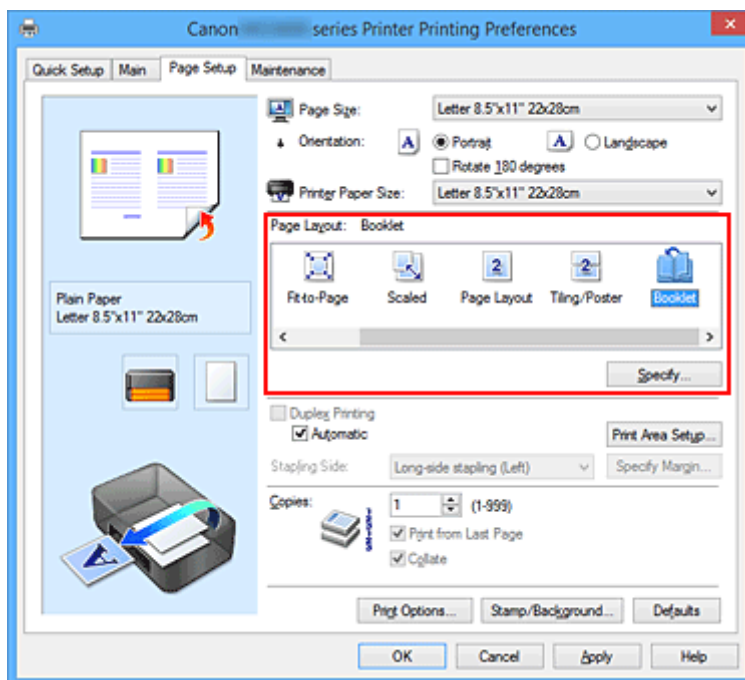 Canon series Printer Printing Preferences
Quick Setup Main Page Setup Maintenance
Page Size: Letter 8.5"x11" 22x28cm
Orientation: A Portrait A Landscape
Rotate 180 degrees
Printer Paper Size: Letter 8.5"x11" 22x28cm
Page Layout: Booklet
Fit-to-Page Scaled Page Layout Tiling/Poster Booklet
Specify...
Plain Paper
Letter 8.5"x11" 22x28cm
Duplex Printing
Automatic
Print Area Setup...
Stapling Side: Long-side stapling (Left) Specify Margin...
Copies: 1 (1-999)
Print from Last Page
Collate
Print Options... Stamp/Background... Defaults
OK Cancel Apply Help